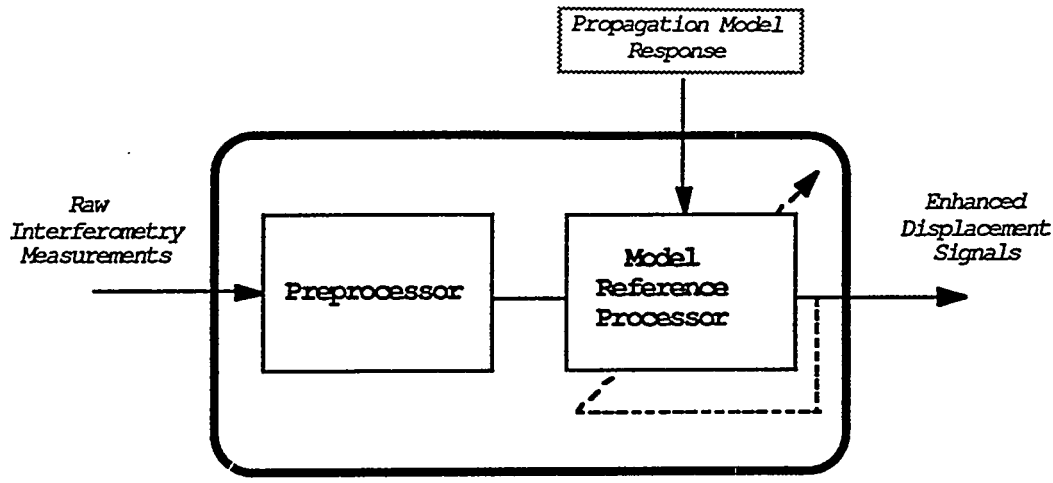 Propagation Model
Response
Raw
Interferometry
Measurements
Preprocessor
Model
Reference
Processor
Enhanced
Displacement
Signals